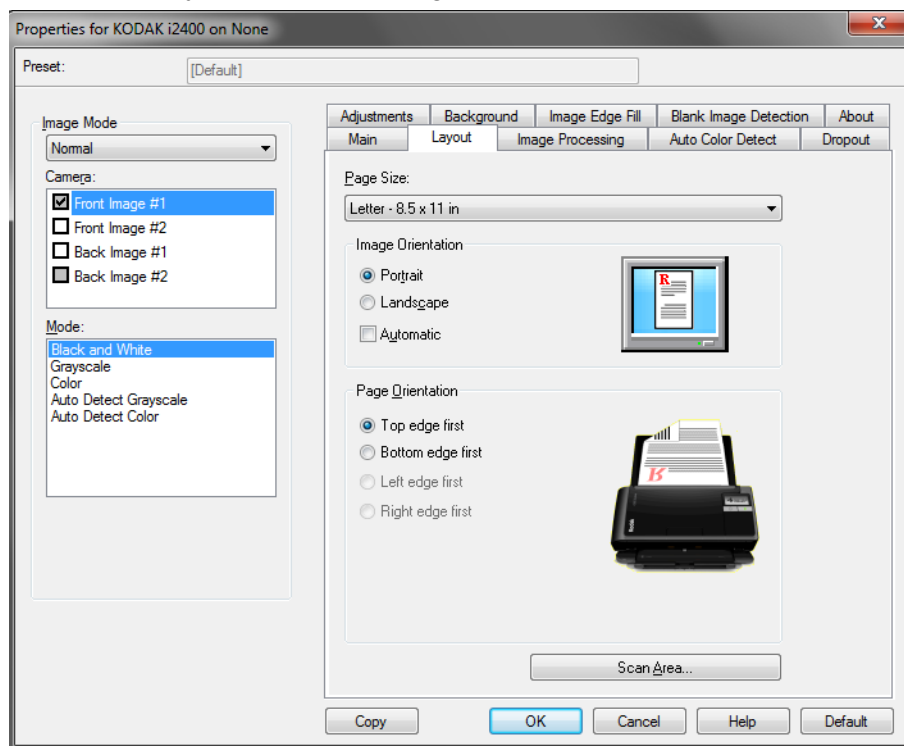 Properties for KODAK i2400 on None
Preset:
[Default]
Image Mode
Normal
Camera:
Front Image #1
Front Image #2
Back Image #1
Back Image #2
Mode:
Black and White
Grayscale
Color
Auto Detect Grayscale
Auto Detect Color
Adjustments Background Image Edge Fill Blank Image Detection About
Main Layout Image Processing Auto Color Detect Dropout
Page Size:
Letter - 8.5 x 11 in
Image Orientation
Portrait
Landscape
Automatic
R
Page Orientation
Top edge first
Bottom edge first
Left edge first
Right edge first
R
Kodak
Scan Area...
Copy OK Cancel Help Default